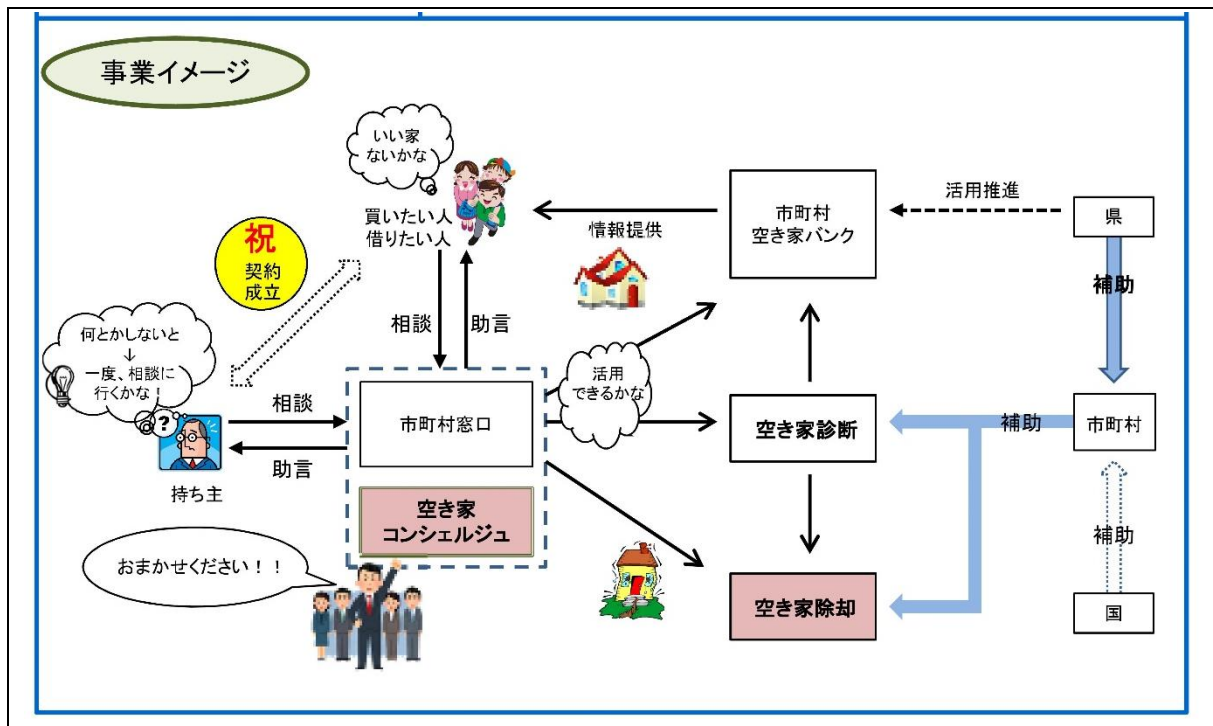 事業イメージ
いい家
ないかな
買いたい人
借りたい人
情報提供
市町村
空き家バンク
活用推進
県
補助
祝
契約
成立
何とかしないと
↓
一度、相談に
行くかな！
?
持ち主
相談
助言
相談
助言
市町村窓口
空き家
コンシェルジュ
おまかせください！！
活用
できるかな
空き家診断
補助
市町村
補助
空き家除却
国